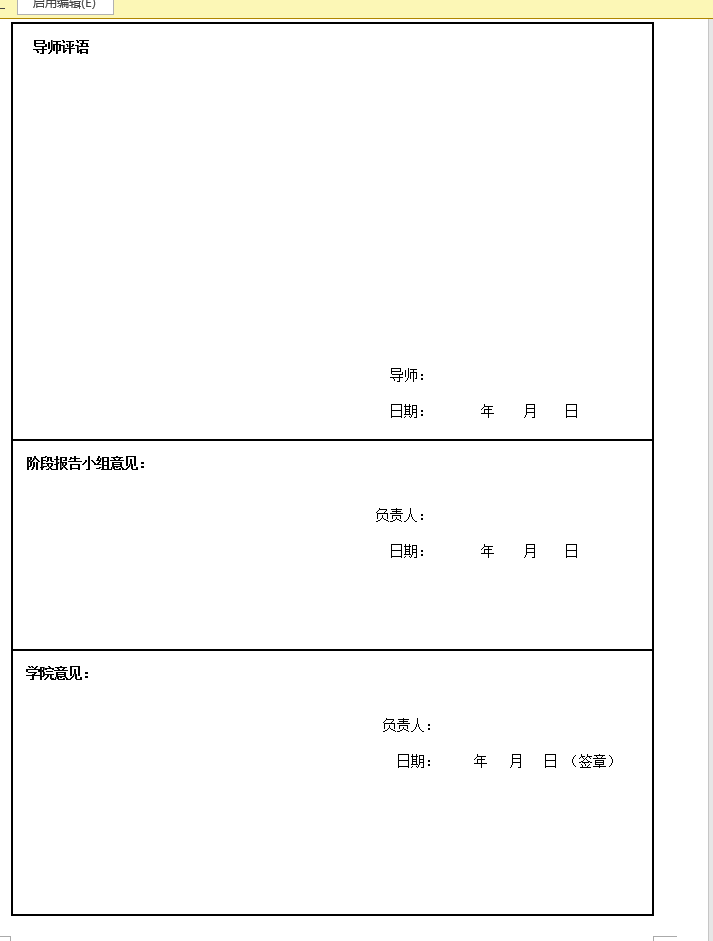 启用编辑(E)
导师评语
导师：
日期： 年 月 日
阶段报告小组意见：
负责人：
日期： 年 月 日
学院意见：
负责人：
日期： 年 月 日（签章）